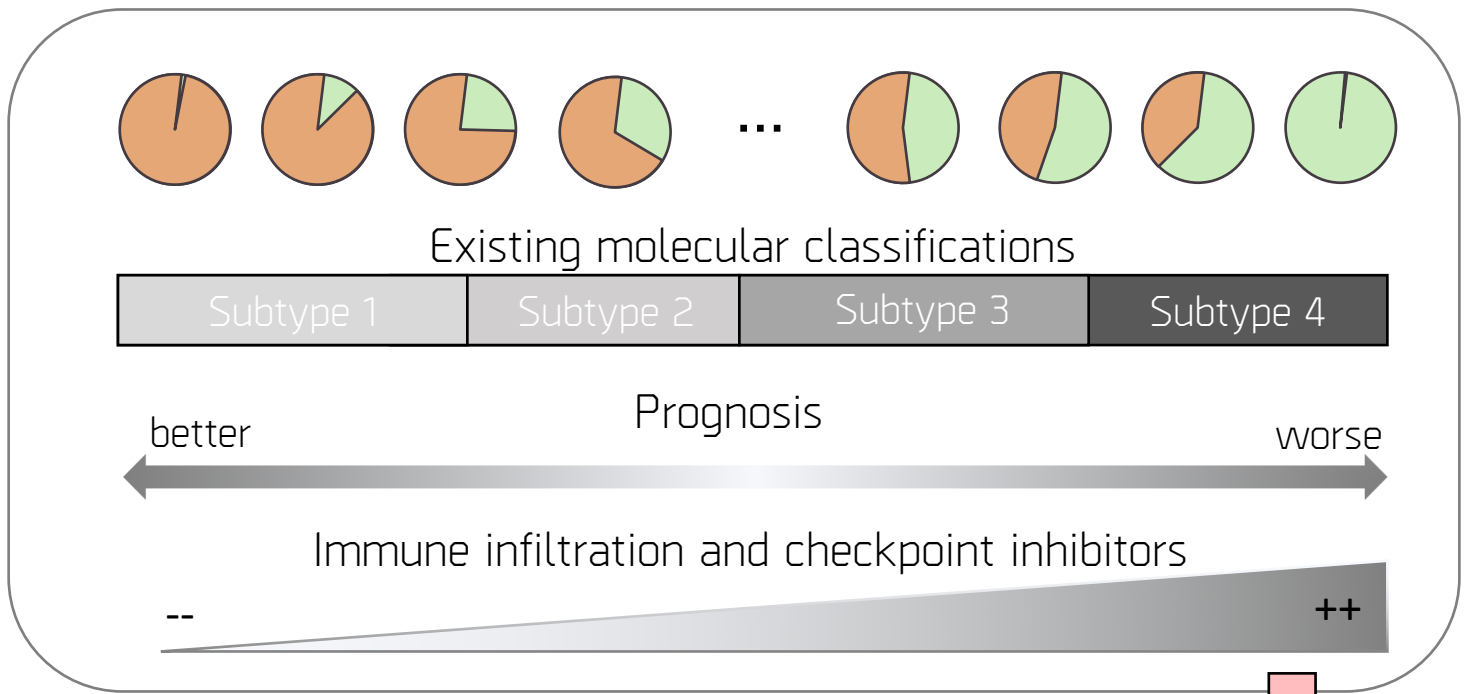 ...
Existing molecular classifications
Subtype 1 Subtype 2 Subtype 3 Subtype 4
Prognosis
better worse
Immune infiltration and checkpoint inhibitors
-- ++